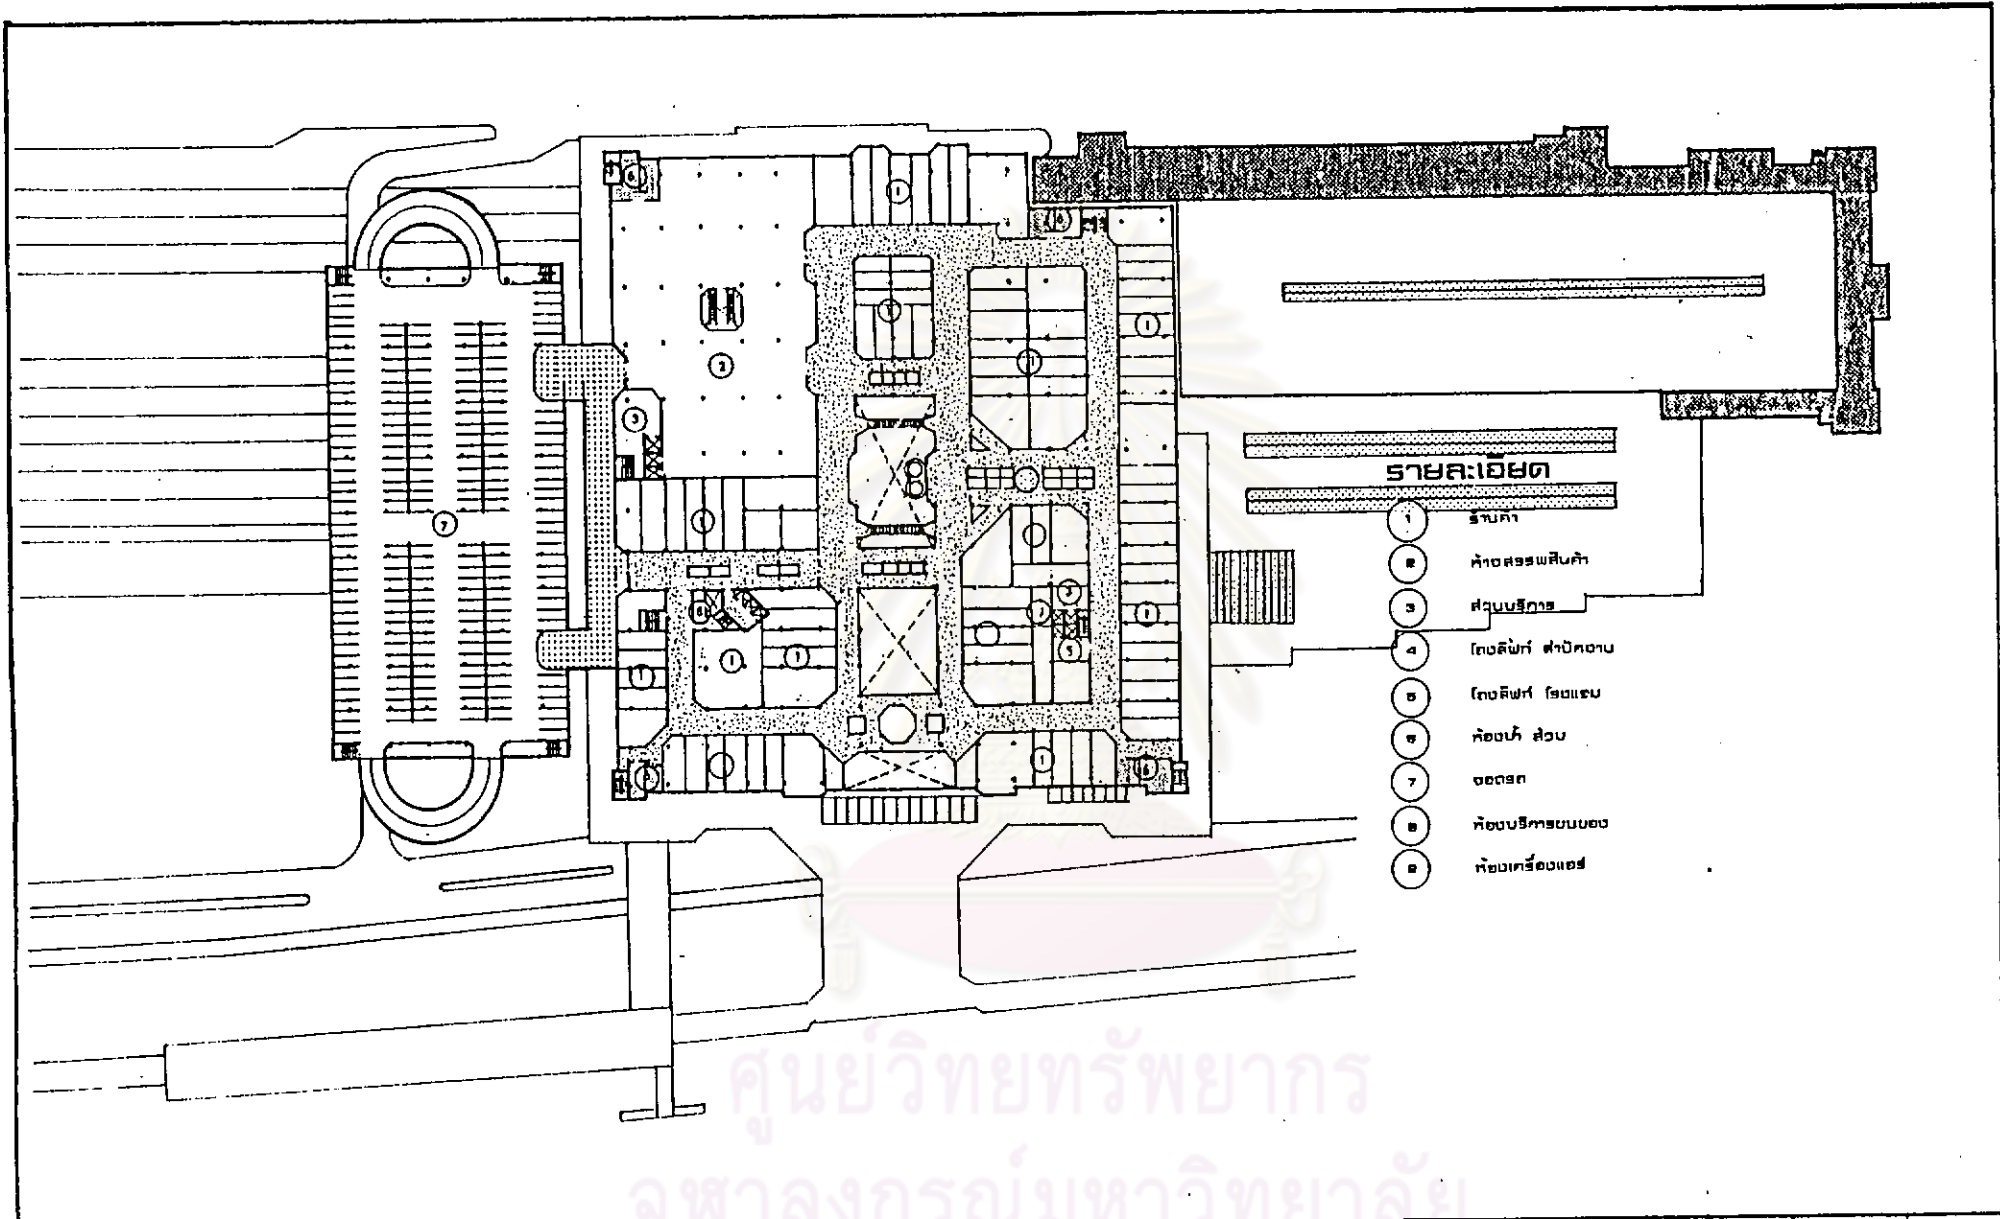 รายละเอียด
1 ร้านค้า
2 ห้างสรรพสินค้า
3 ส่วนบริการ
4 โถงลิฟท์ สำนักงาน
5 โถงลิฟท์ โรงแรม
6 ห้องน้ำ ส้วม
7 จอดรถ
8 ห้องบริการขนของ
9 ห้องเครื่องแอร์
ศูนย์วิทยทรัพยากร
จุฬาลงกรณ์มหาวิทยาลัย